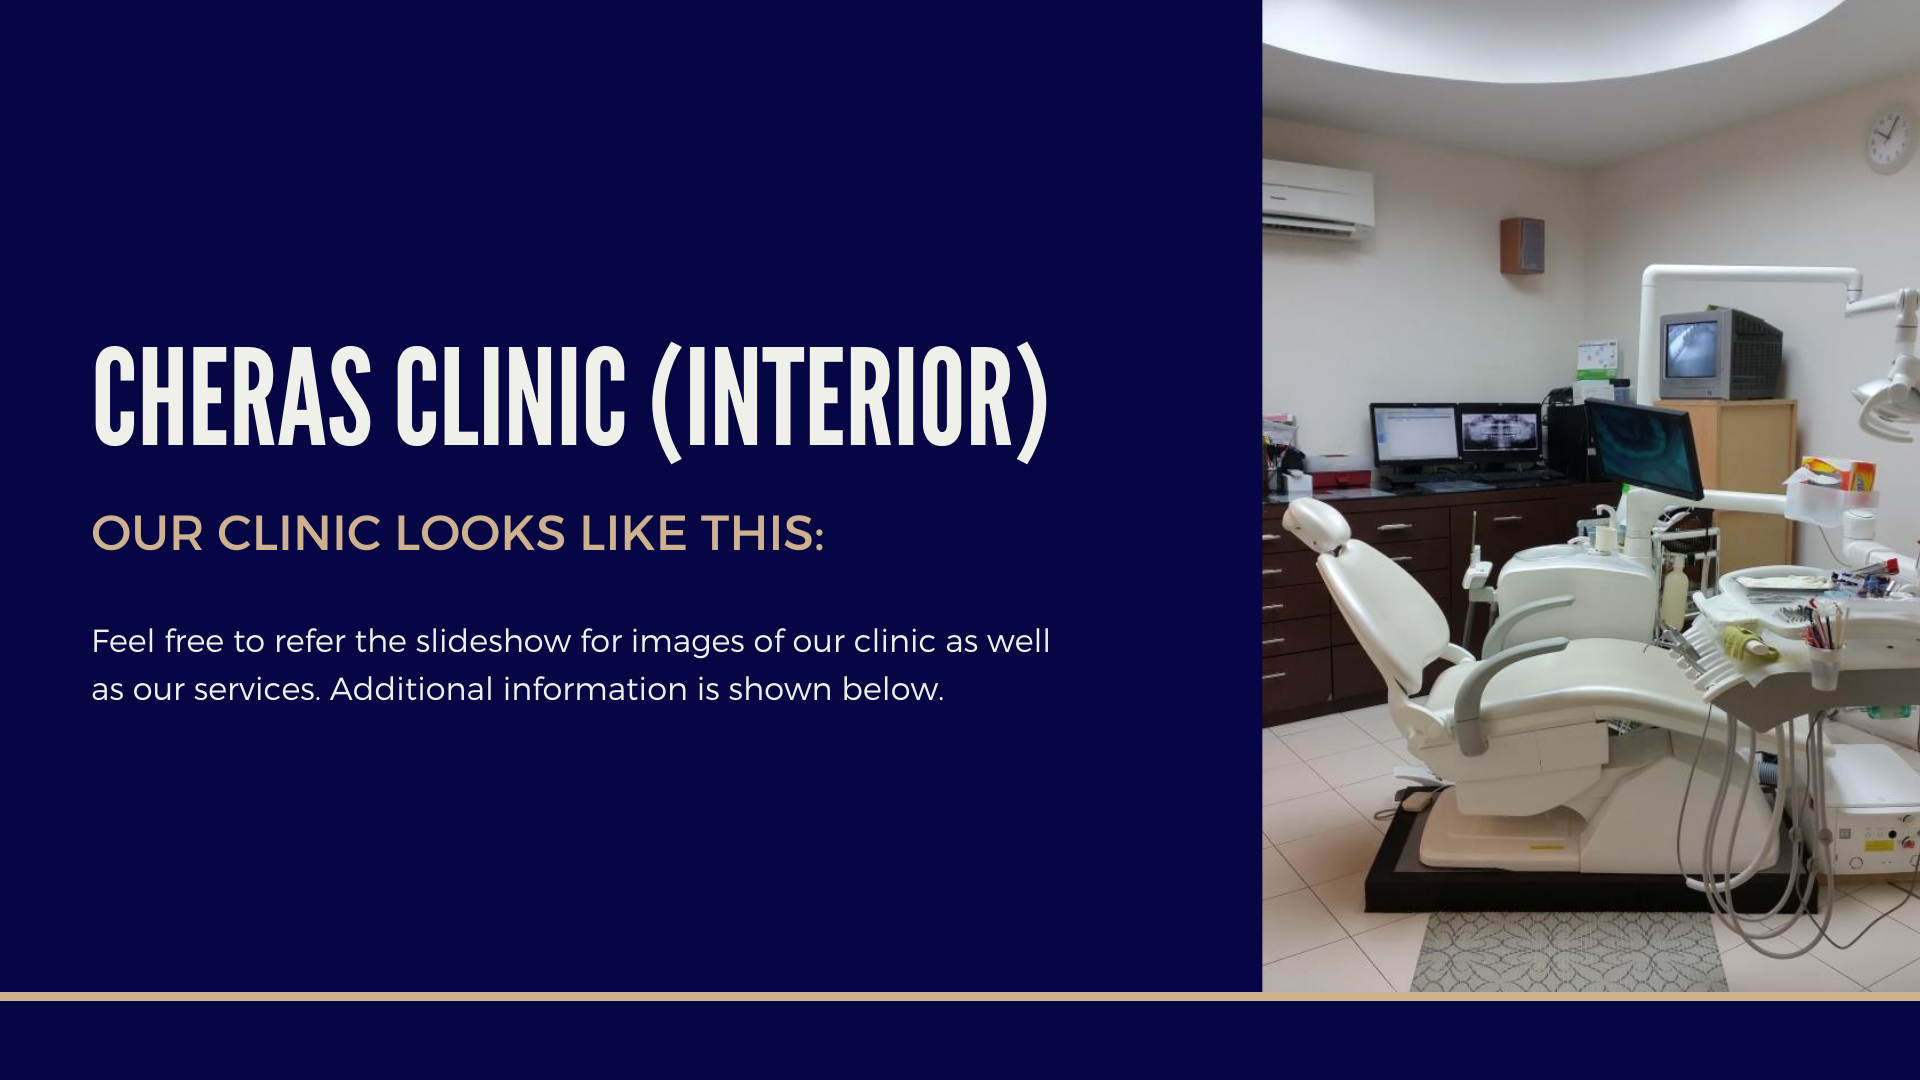 CHERAS CLINIC (INTERIOR)
OUR CLINIC LOOKS LIKE THIS:
Feel free to refer the slideshow for images of our clinic as well
as our services. Additional information is shown below.